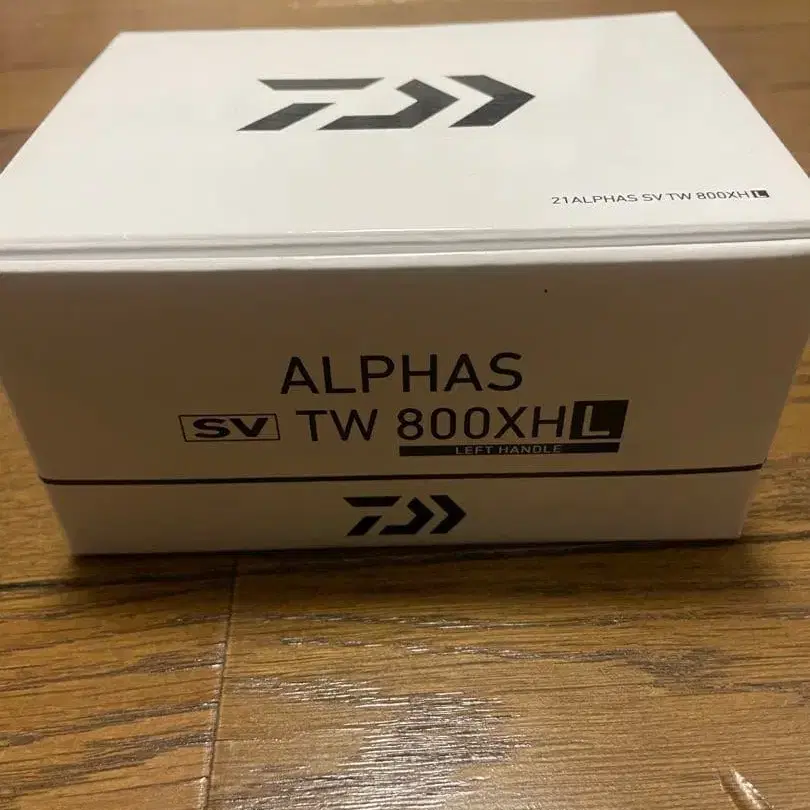 21ALPHAS SV TW 800XHL
ALPHAS
SV TW 800XHL
LEFT HANDLE